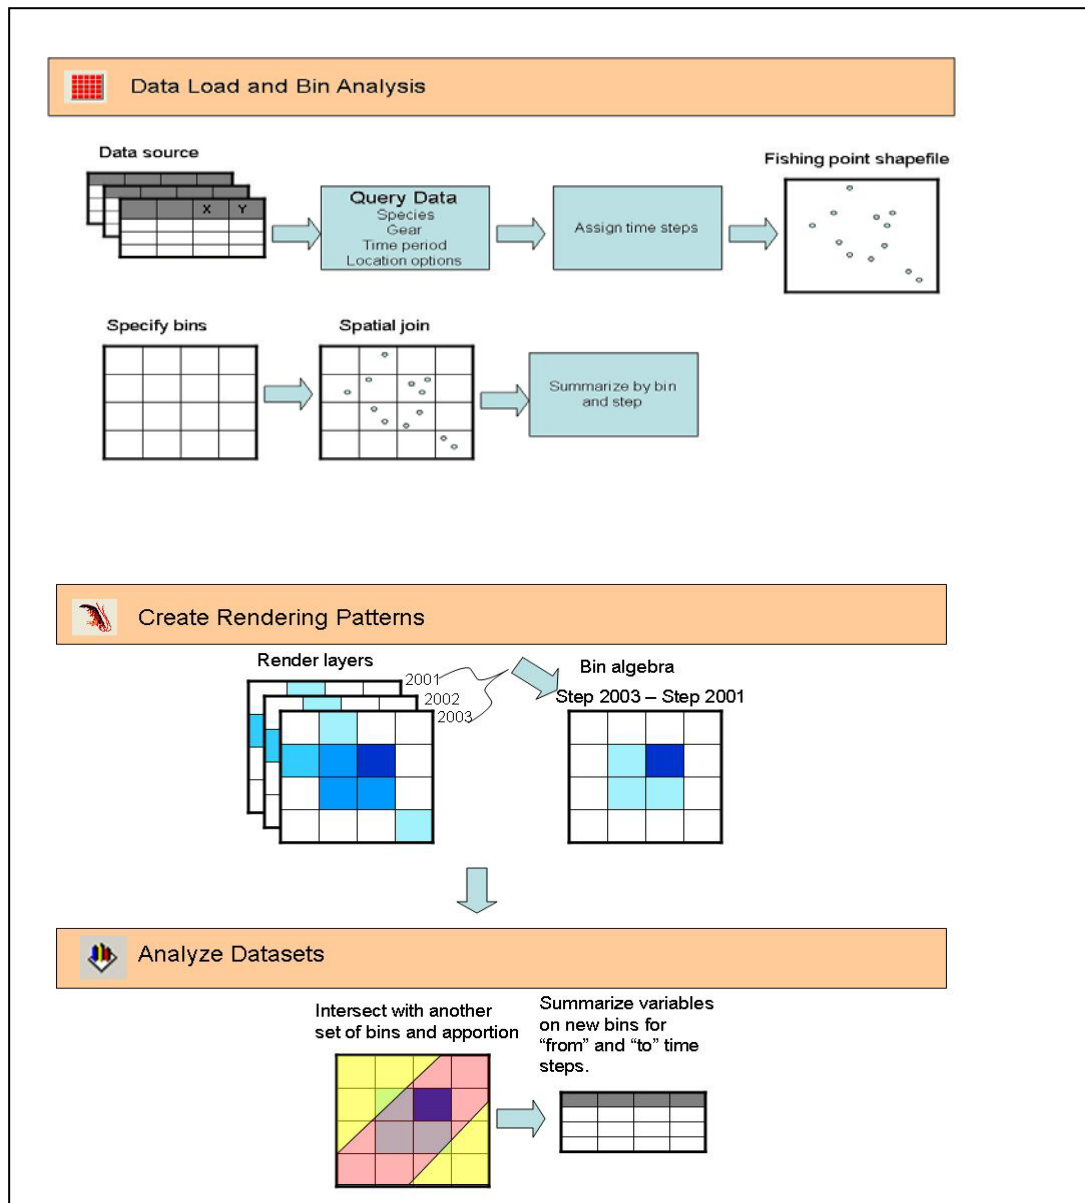 Data Load and Bin Analysis
Data source
X Y
Query Data
Species
Gear
Time period
Location options
Assign time steps
Fishing point shapefile
Specify bins
Spatial join
Summarize by bin
and step
Create Rendering Patterns
Render layers
2001
2002
2003
Bin algebra
Step 2003 – Step 2001
Analyze Datasets
Intersect with another
set of bins and apportion
Summarize variables
on new bins for
“from” and “to” time
steps.